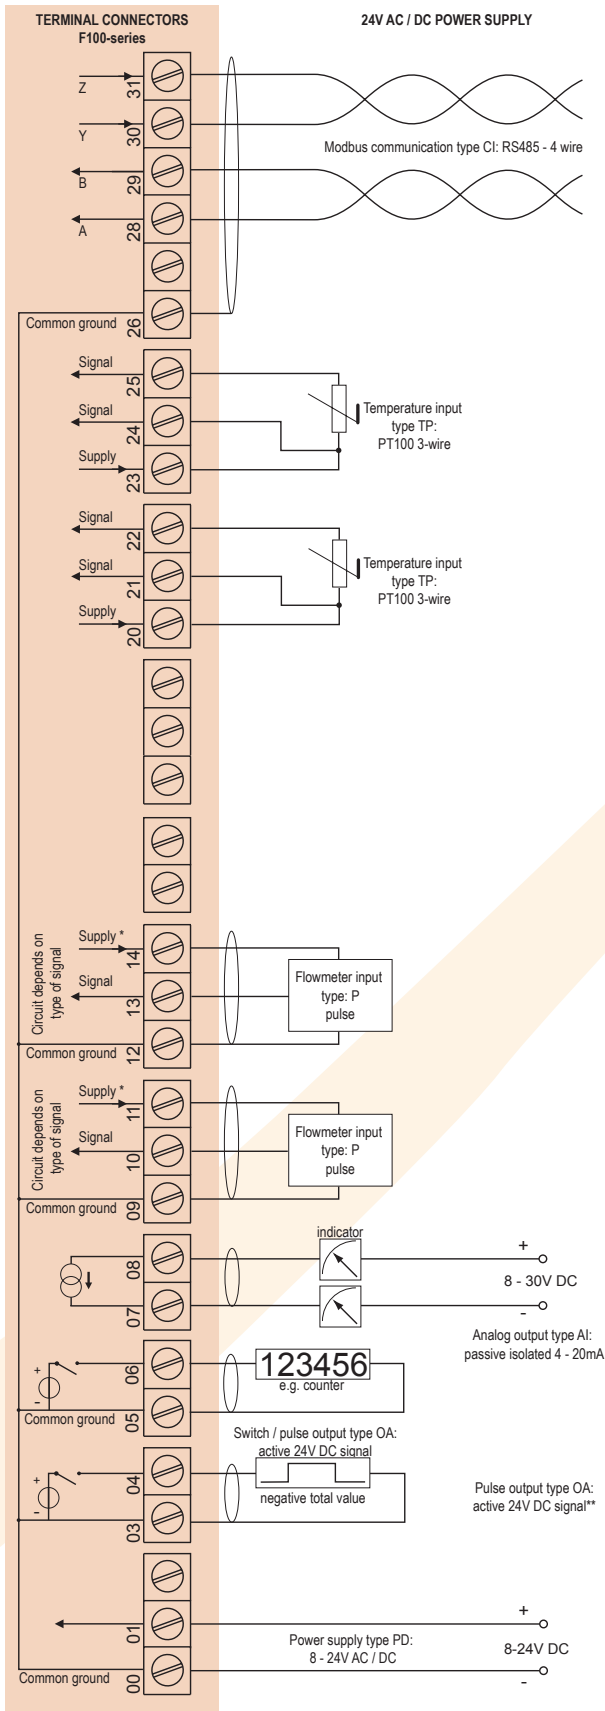 TERMINAL CONNECTORS
F100-series
24V AC / DC POWER SUPPLY
Z
31
Y
30
Modbus communication type CI: RS485 - 4 wire
B
29
A
28
Common ground
26
Signal
25
Signal
24
Supply
23
Temperature input
type TP:
PT100 3-wire
Signal
22
Signal
21
Supply
20
Temperature input
type TP:
PT100 3-wire
Circuit depends on
type of signal
Supply *
14
Signal
13
Common ground
12
Flowmeter input
type: P
pulse
Circuit depends on
type of signal
Supply *
11
Signal
10
Common ground
09
Flowmeter input
type: P
pulse
08
07
indicator
+
8 - 30V DC
-
Analog output type AI:
passive isolated 4 - 20mA
+
-
06
Common ground
05
123456
e.g. counter
Switch / pulse output type OA:
active 24V DC signal
+
-
04
03
negative total value
Pulse output type OA:
active 24V DC signal**
01
Common ground
00
Power supply type PD:
8 - 24V AC / DC
+
8-24V DC
-